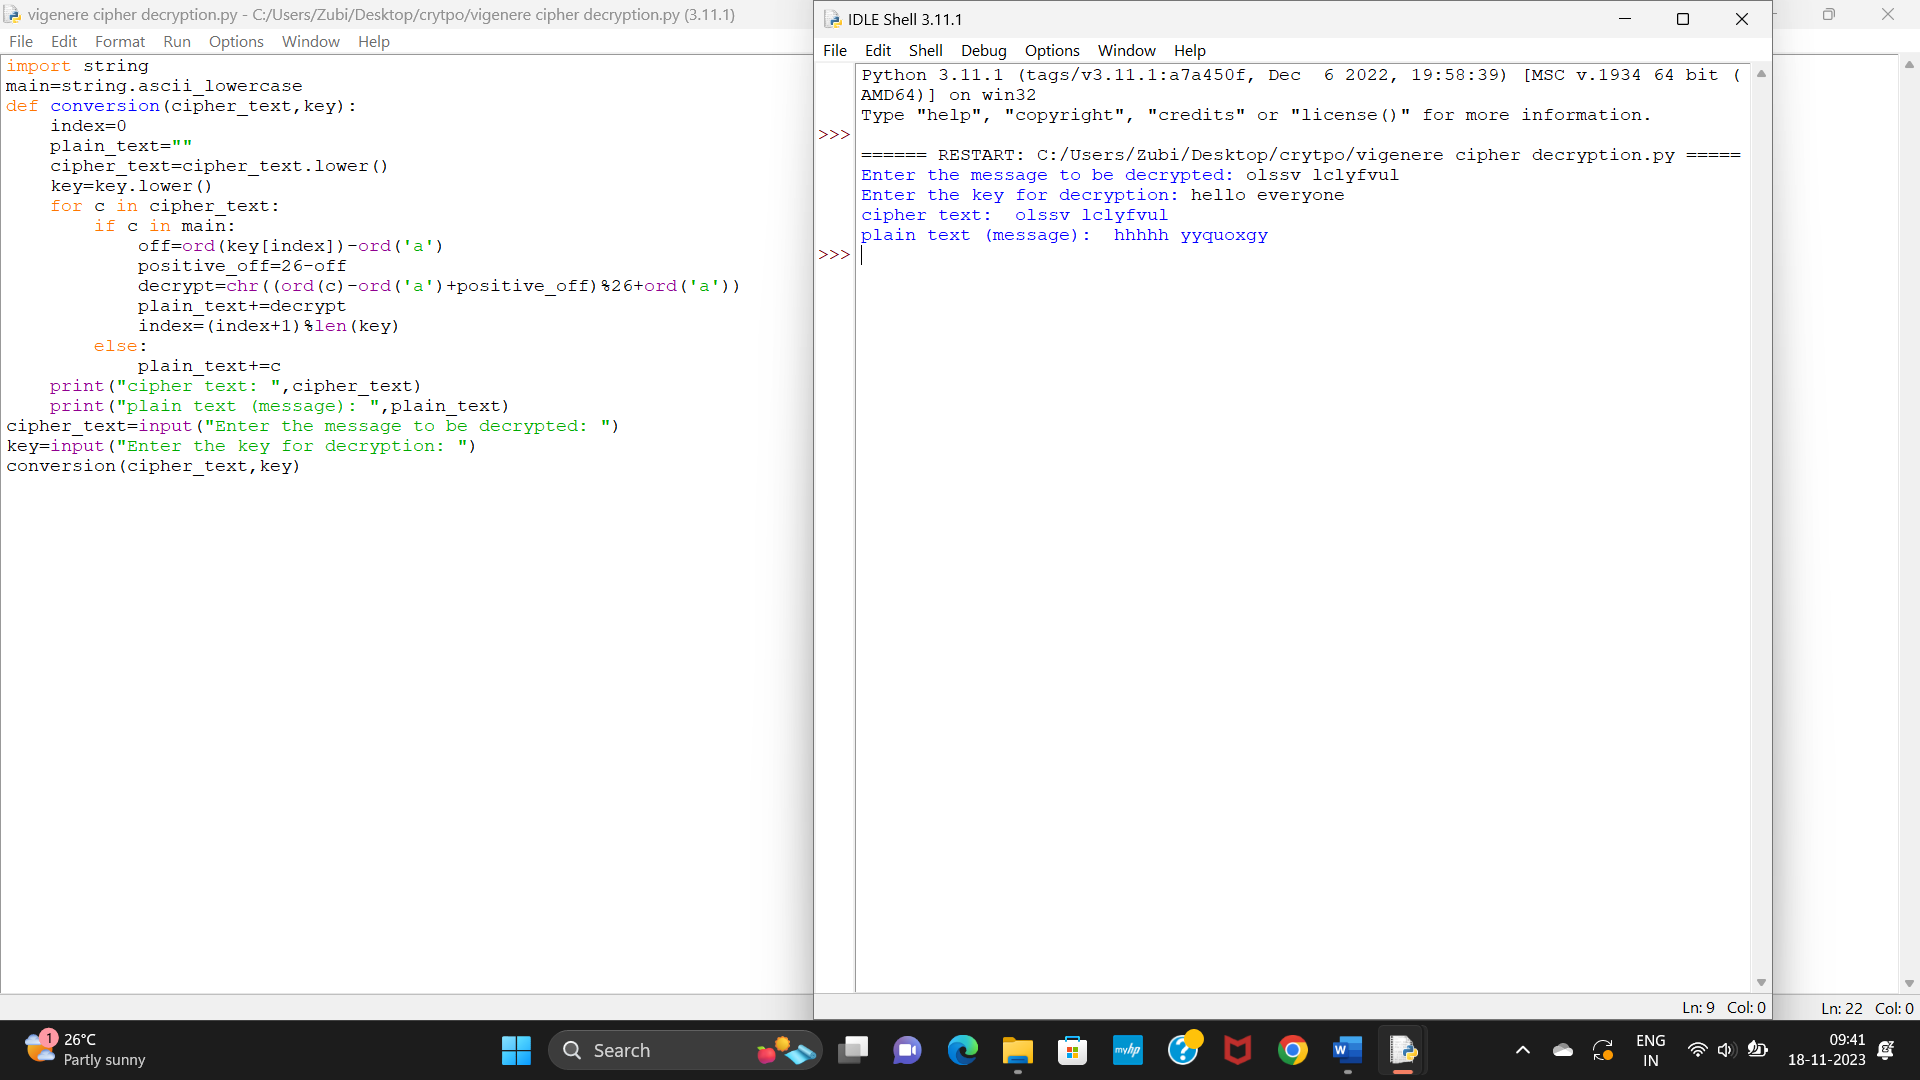 vigenere cipher decryption.py - C:/Users/Zubi/Desktop/crytpo/vigenere cipher decryption.py (3.11.1)
File Edit Format Run Options Window Help
import string
main=string.ascii_lowercase
def conversion(cipher_text,key):
    index=0
    plain_text=""
    cipher_text=cipher_text.lower()
    key=key.lower()
    for c in cipher_text:
        if c in main:
            off=ord(key[index])-ord('a')
            positive_off=26-off
            decrypt=chr((ord(c)-ord('a')+positive_off)%26+ord('a'))
            plain_text+=decrypt
            index=(index+1)%len(key)
        else:
            plain_text+=c
    print("cipher text: ",cipher_text)
    print("plain text (message): ",plain_text)
cipher_text=input("Enter the message to be decrypted: ")
key=input("Enter the key for decryption: ")
conversion(cipher_text,key)
IDLE Shell 3.11.1
File Edit Shell Debug Options Window Help
Python 3.11.1 (tags/v3.11.1:a7a450f, Dec  6 2022, 19:58:39) [MSC v.1934 64 bit (
AMD64)] on win32
Type "help", "copyright", "credits" or "license()" for more information.
>>>
====== RESTART: C:/Users/Zubi/Desktop/crytpo/vigenere cipher decryption.py =====
Enter the message to be decrypted: olssv lclyfvul
Enter the key for decryption: hello everyone
cipher text:  olssv lclyfvul
plain text (message):  hhhhh yyquoxgy
>>>
Ln: 9 Col: 0
Ln: 22 Col: 0
1
26°C
Partly sunny
Search
myhp
?
W
ENG
IN
09:41
18-11-2023